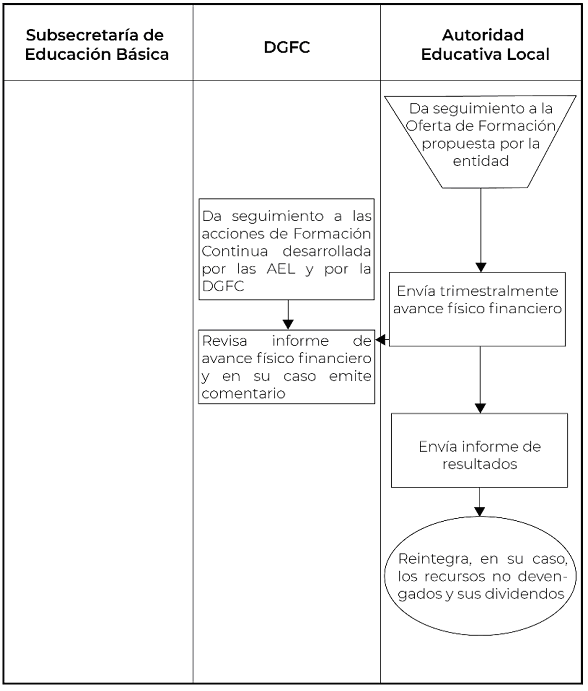 Subsecretaría de
Educación Básica
DGFC
Autoridad
Educativa Local
Da seguimiento a la
Oferta de Formación
propuesta por la
entidad
Da seguimiento a las
acciones de Formación
Continua desarrollada
por las AEL y por la
DGFC
Envía trimestralmente
avance físico financiero
Revisa informe de
avance físico financiero
y en su caso emite
comentario
Envía informe de
resultados
Reintegra, en su caso,
los recursos no deven-
gados y sus dividendos